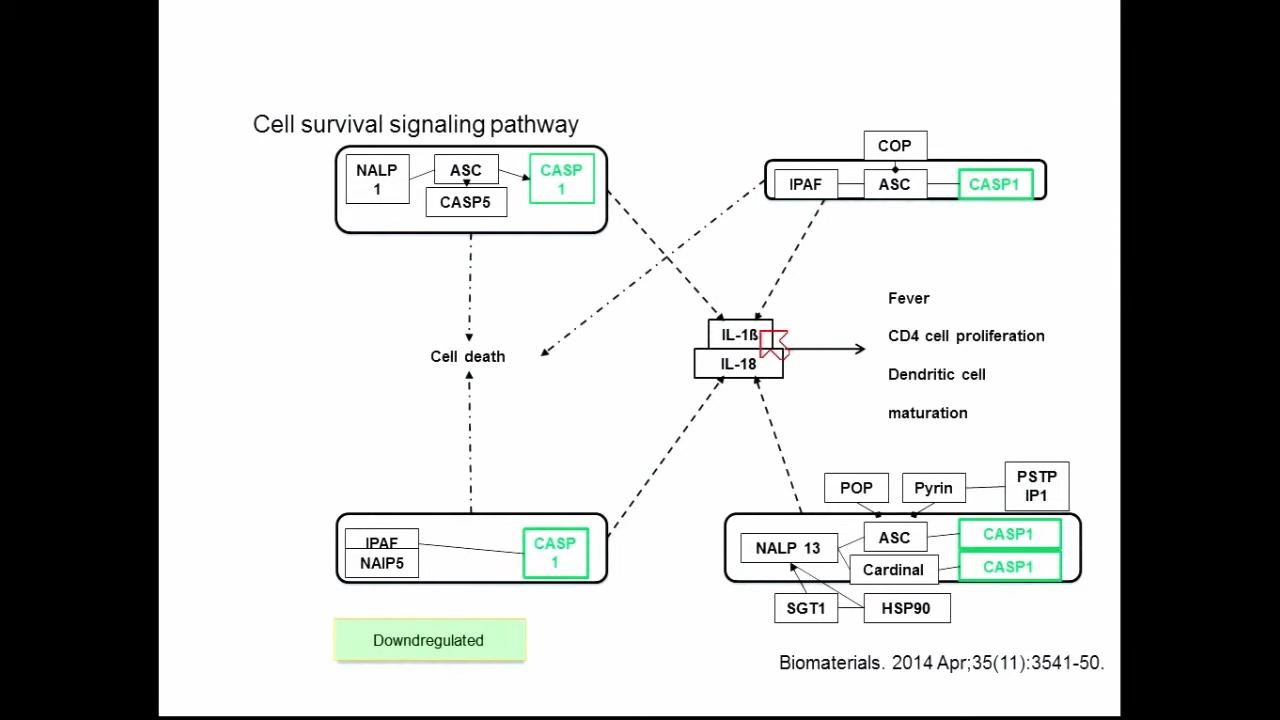 Cell survival signaling pathway
NALP
1
ASC
CASP5
CASP
1
COP
IPAF
ASC
CASP1
Fever
CD4 cell proliferation
Dendritic cell
maturation
IL-1ß
IL-18
Cell death
IPAF
NAIP5
CASP
1
POP
Pyrin
PSTP
IP1
NALP 13
ASC
CASP1
Cardinal
CASP1
SGT1
HSP90
Downdregulated
Biomaterials. 2014 Apr;35(11):3541-50.